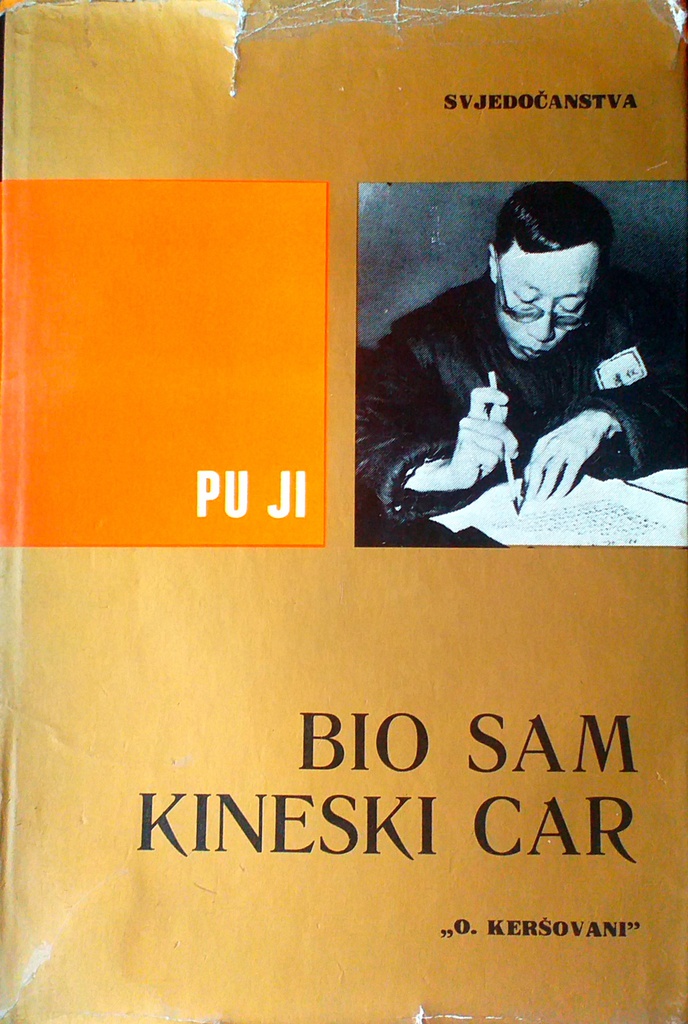 SVJEDOČANSTVA
PU JI
BIO SAM
KINESKI CAR
„O. KERŠOVANI”